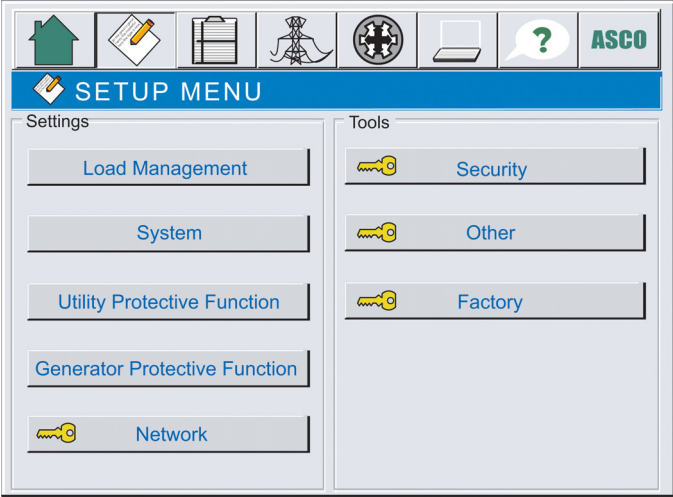 ?
ASCO
SETUP MENU
Settings
Tools
Load Management
Security
System
Other
Utility Protective Function
Factory
Generator Protective Function
Network